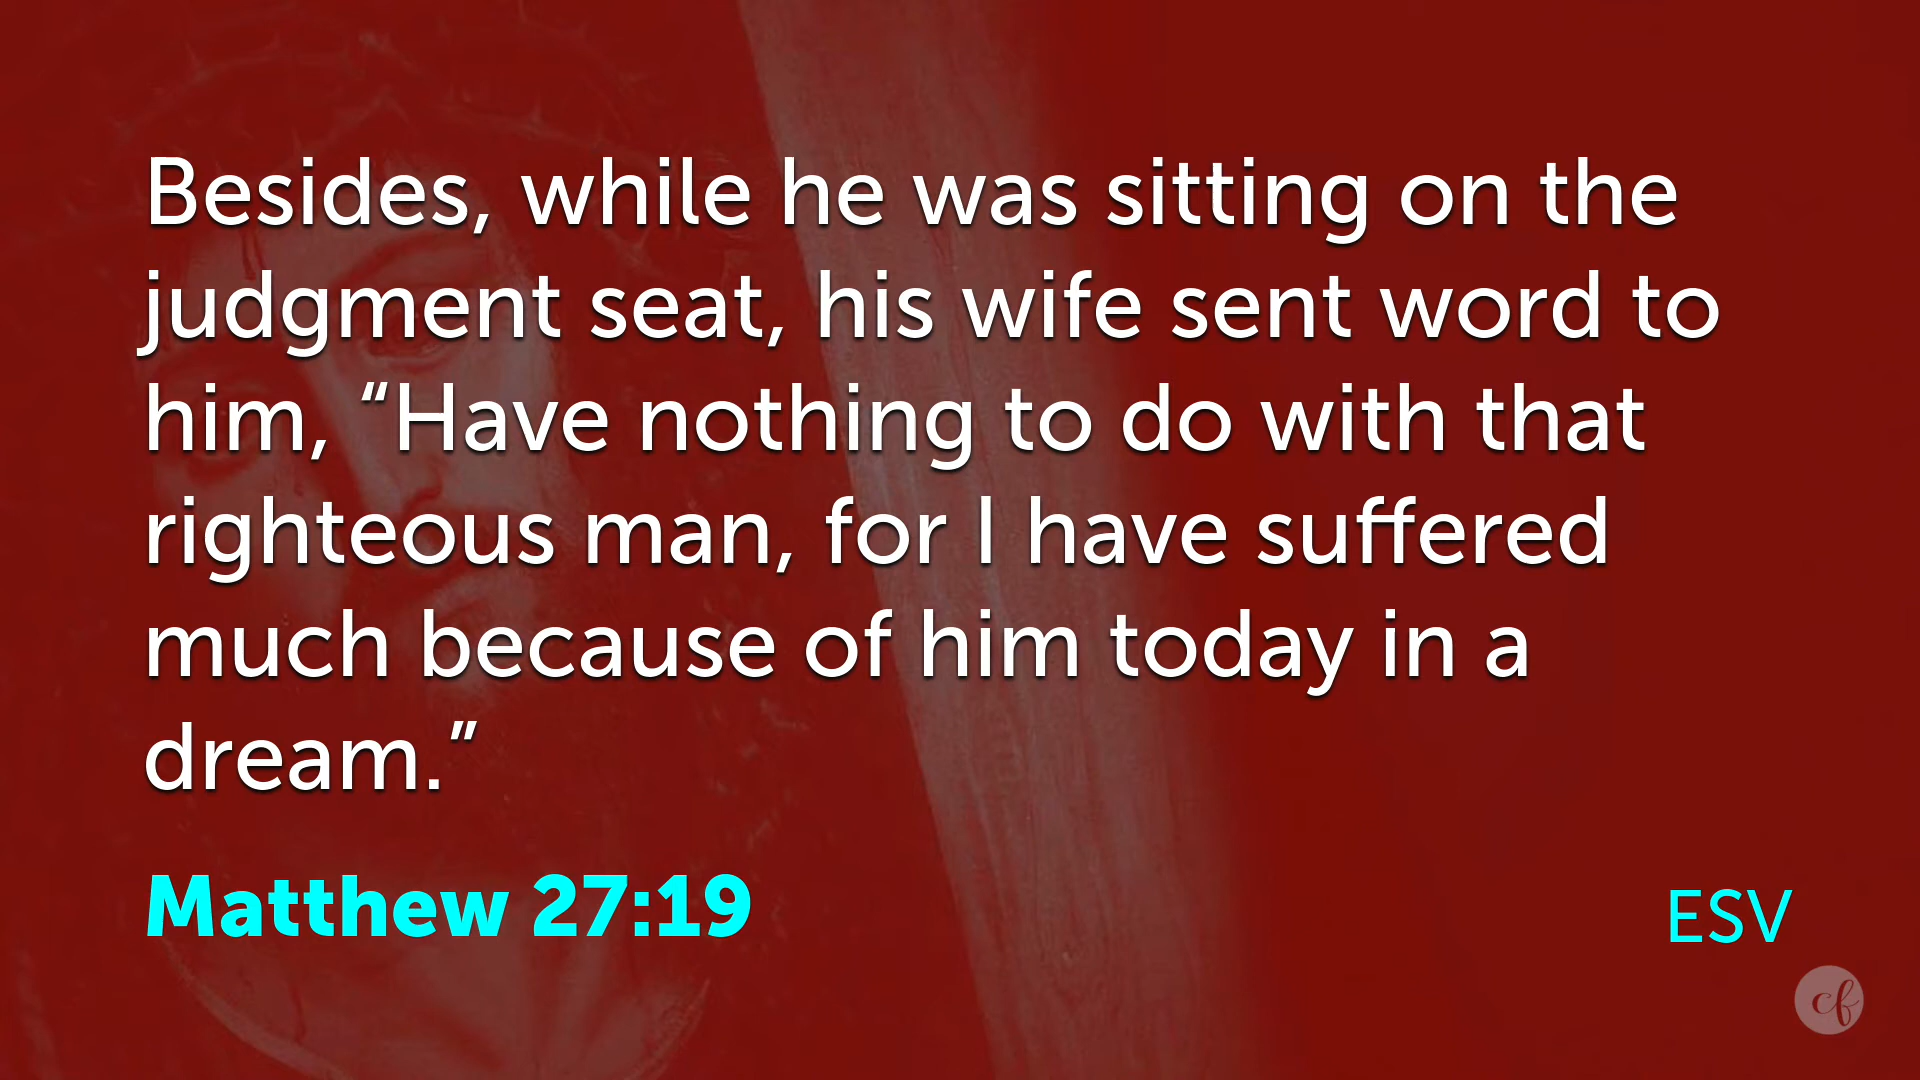 Besides, while he was sitting on the
judgment seat, his wife sent word to
him, “Have nothing to do with that
righteous man, for I have suffered
much because of him today in a
dream.”
Matthew 27:19
ESV
cf